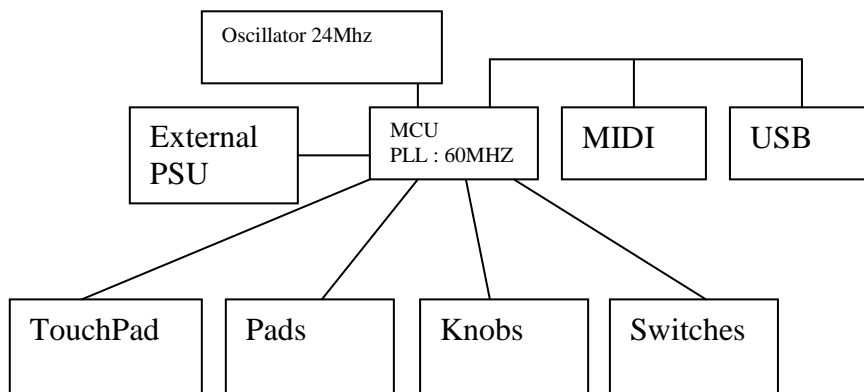 Oscillator 24Mhz
External
PSU
MCU
PLL : 60MHZ
MIDI
USB
TouchPad
Pads
Knobs
Switches